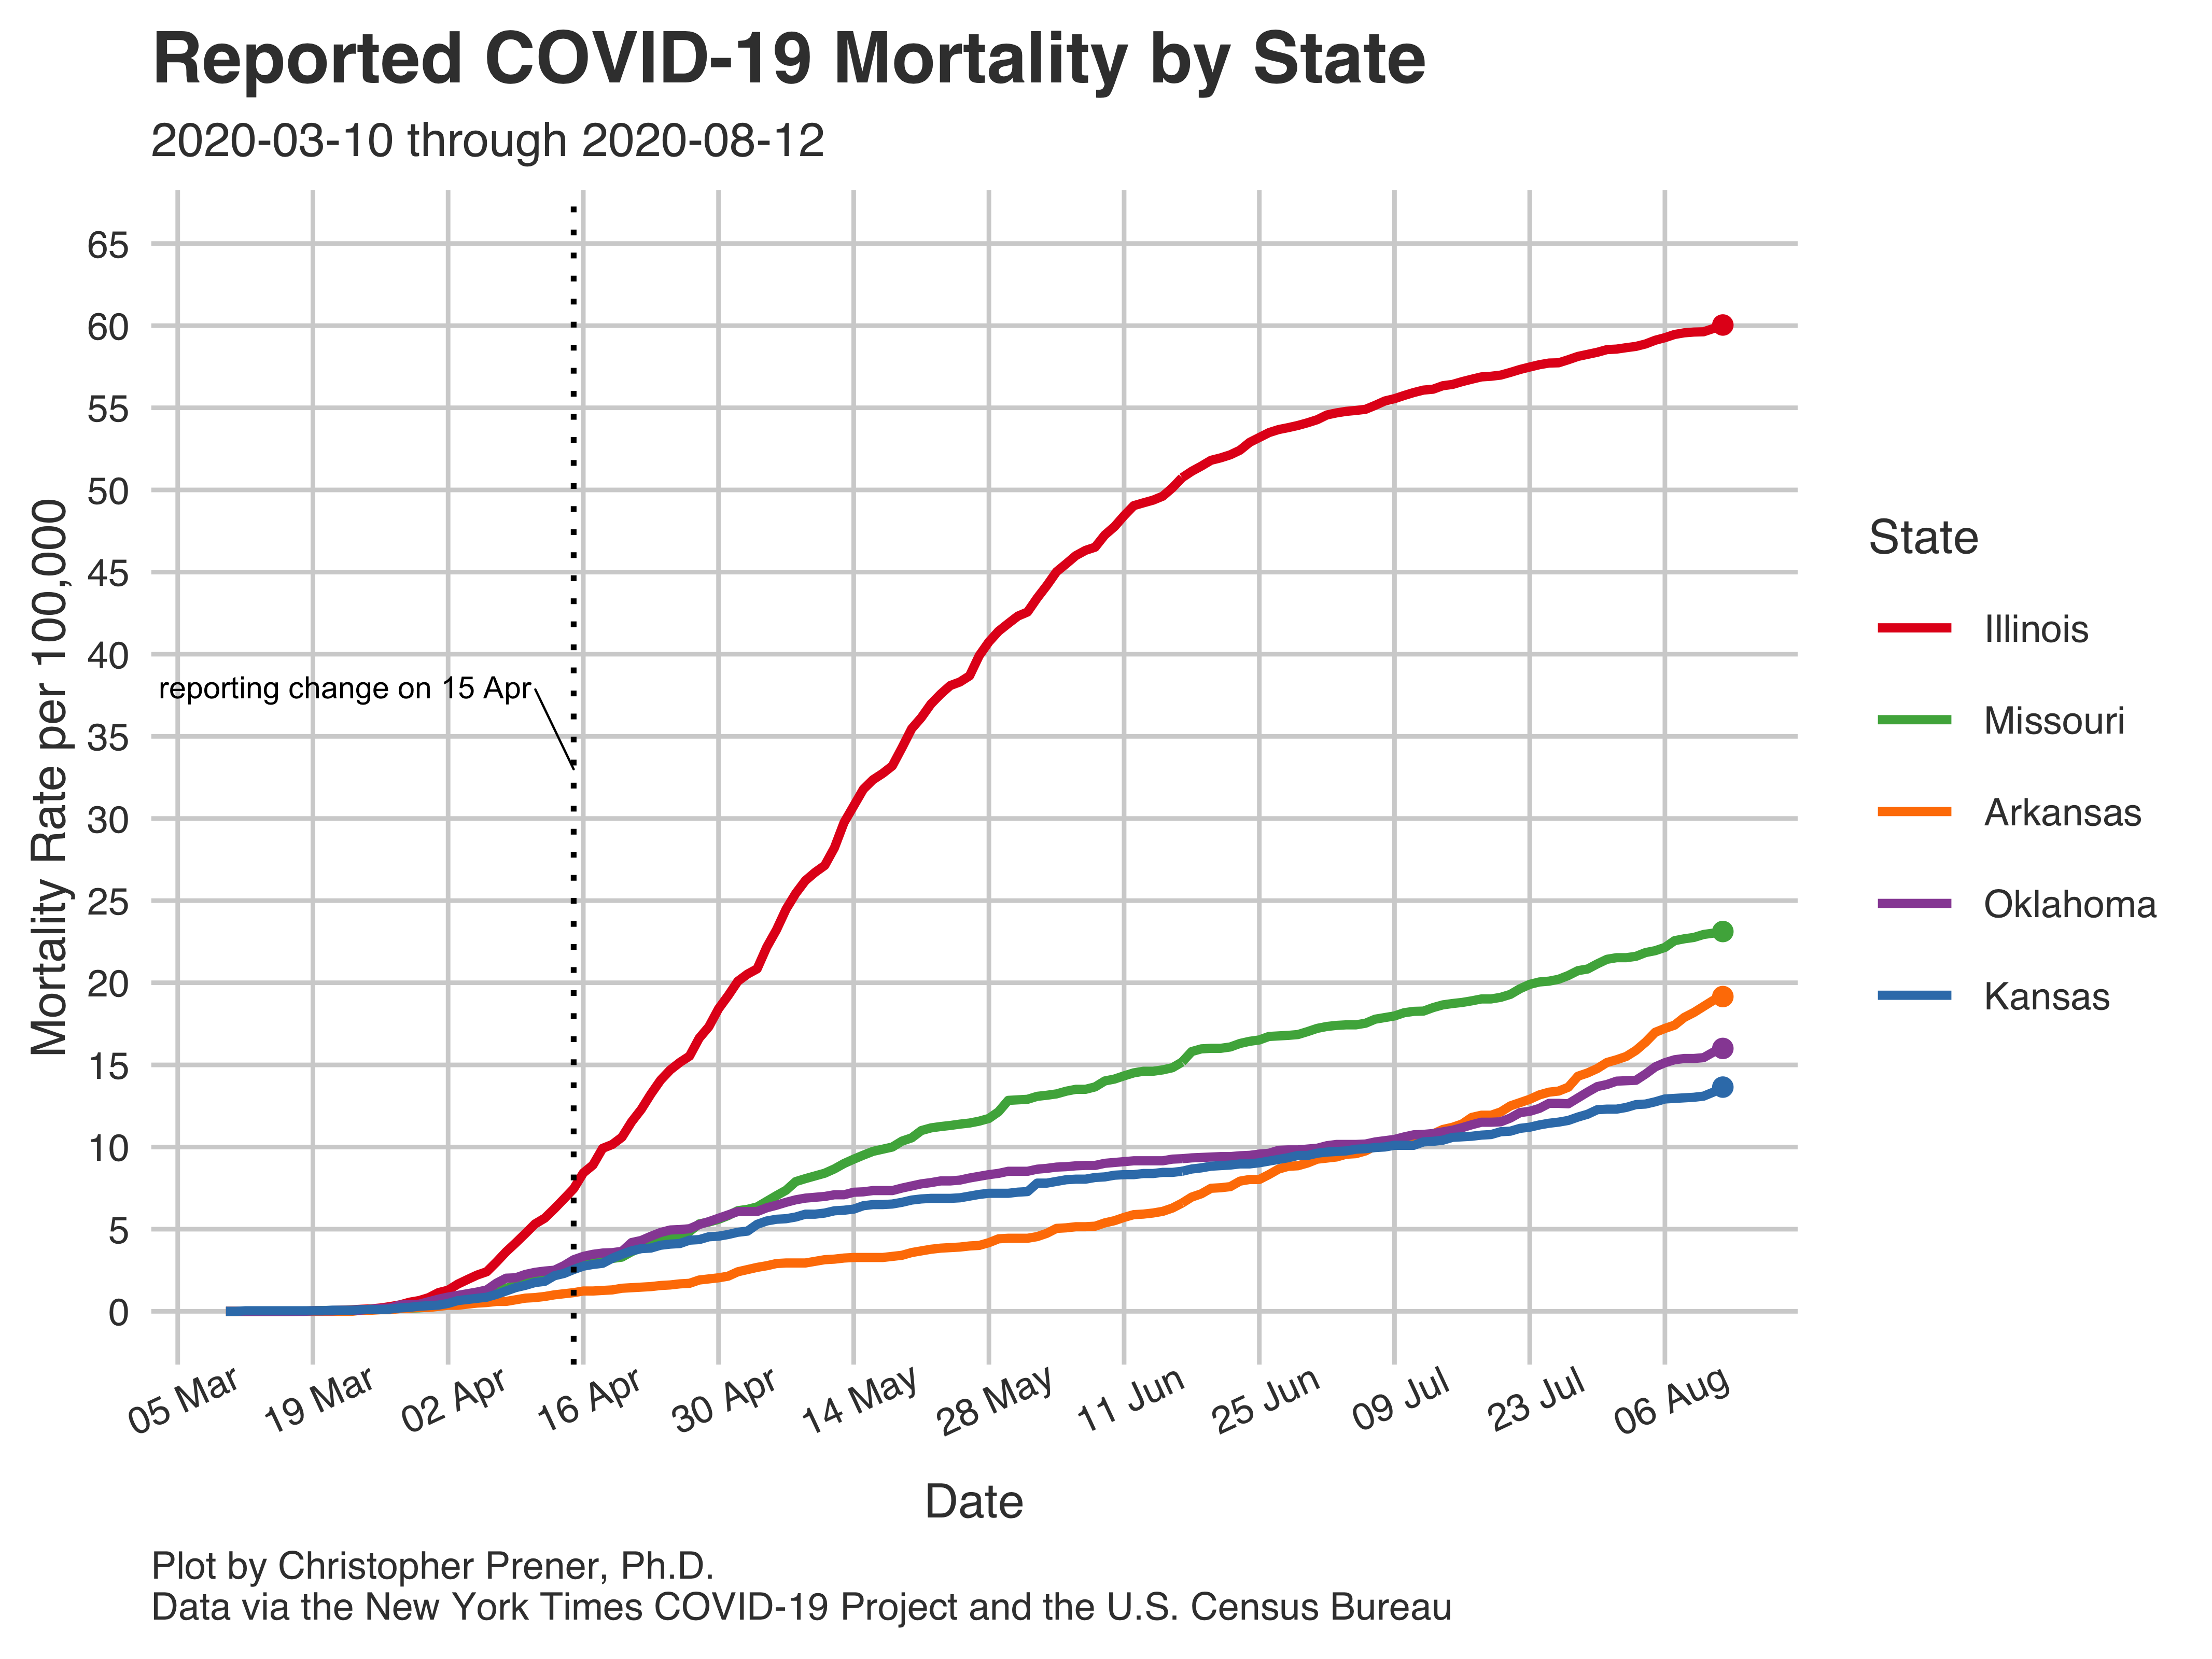 Reported COVID-19 Mortality by State
2020-03-10 through 2020-08-12
Mortality Rate per 100,000
65
60
55
50
45
40
35
30
25
20
15
10
5
0
reporting change on 15 Apr
05 Mar
19 Mar
02 Apr
16 Apr
30 Apr
14 May
28 May
11 Jun
25 Jun
09 Jul
23 Jul
06 Aug
Date
State
Illinois
Missouri
Arkansas
Oklahoma
Kansas
Plot by Christopher Prener, Ph.D.
Data via the New York Times COVID-19 Project and the U.S. Census Bureau